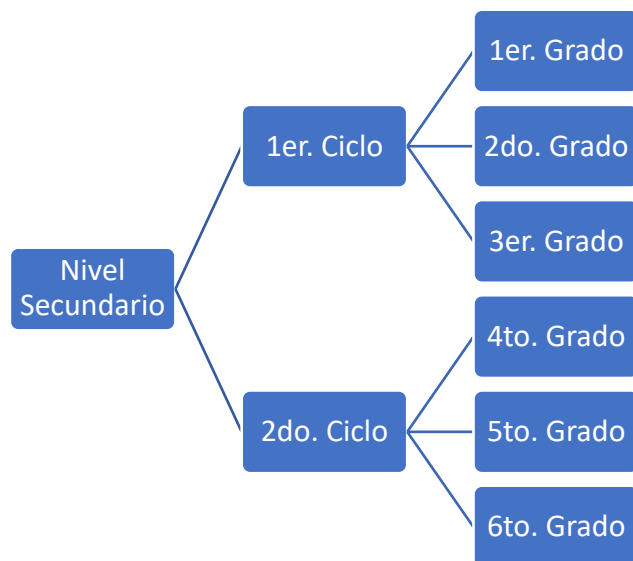 Nivel
Secundario
1er. Ciclo
1er. Grado
2do. Grado
3er. Grado
2do. Ciclo
4to. Grado
5to. Grado
6to. Grado